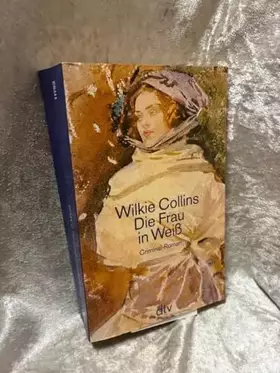 Wilkie Collins
Die Frau
in Weiß
Criminal-Roman
dtv